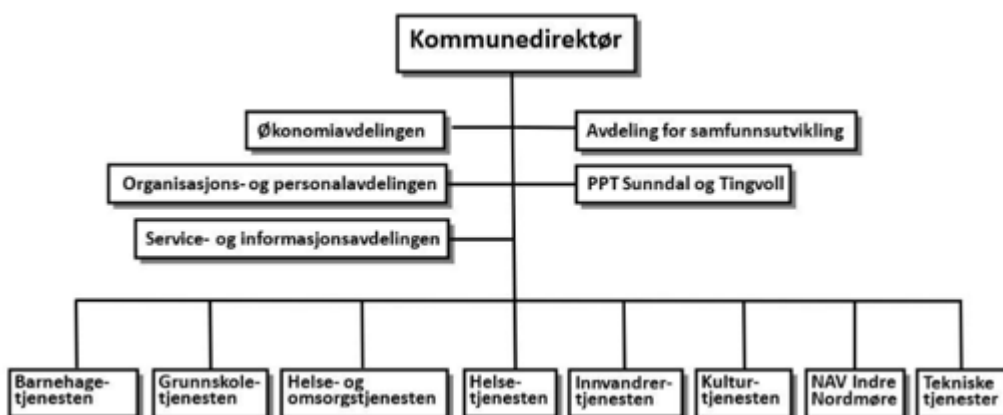 Kommunedirektør
Økonomiavdelingen
Avdeling for samfunnsutvikling
Organisasjons- og personalavdelingen
PPT Sunndal og Tingvoll
Service- og informasjonsavdelingen
Barnehage-
tjenesten
Grunnskole-
tjenesten
Helse- og
omsorgstjenesten
Helse-
tjenesten
Innvandrer-
tjenesten
Kultur-
tjenesten
NAV Indre
Nordmøre
Tekniske
tjenester